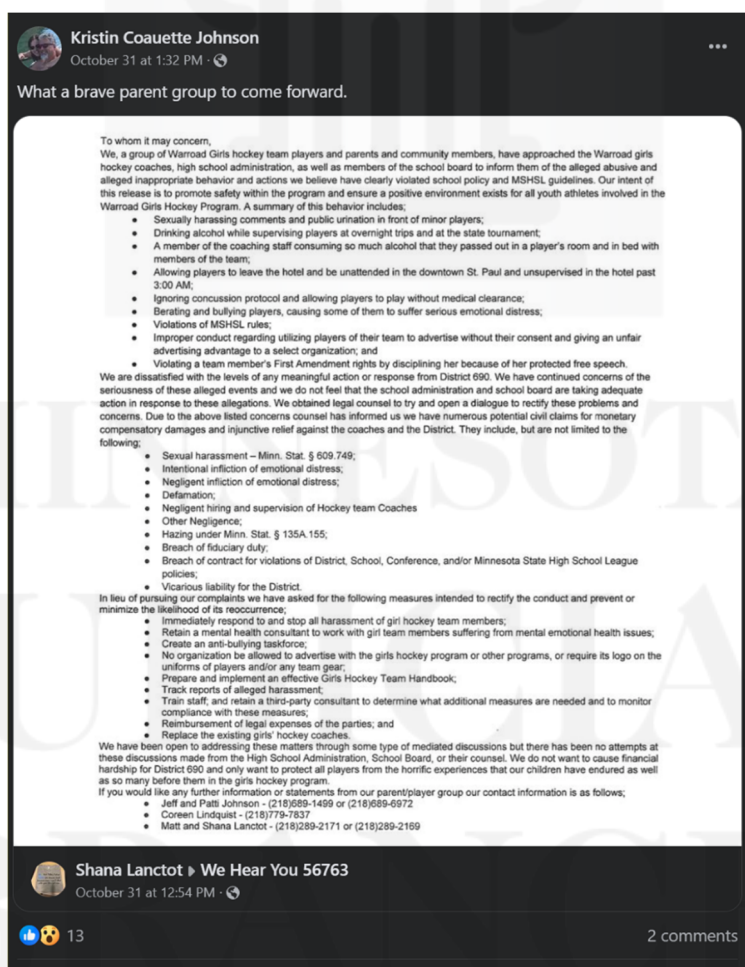 Kristin Coauette Johnson
October 31 at 1:32 PM ·
What a brave parent group to come forward.
To whom it may concern,
We, a group of Warroad Girls hockey team players and parents and community members, have approached the Warroad girls
hockey coaches, high school administration, as well as members of the school board to inform them of the alleged abusive and
alleged inappropriate behavior and actions we believe have clearly violated school policy and MSHSL guidelines. Our intent of
this release is to promote safety within the program and ensure a positive environment exists for all youth athletes involved in the
Warroad Girls Hockey Program. A summary of this behavior includes;
• Sexually harassing comments and public urination in front of minor players;
• Drinking alcohol while supervising players at overnight trips and at the state tournament;
• A member of the coaching staff consuming so much alcohol that they passed out in a player's room and in bed with
members of the team;
• Allowing players to leave the hotel and be unattended in the downtown St. Paul and unsupervised in the hotel past
3:00 AM;
• Ignoring concussion protocol and allowing players to play without medical clearance;
• Berating and bullying players, causing some of them to suffer serious emotional distress;
• Violations of MSHSL rules;
• Improper conduct regarding utilizing players of their team to advertise without their consent and giving an unfair
advertising advantage to a select organization; and
• Violating a team member's First Amendment rights by disciplining her because of her protected free speech.
We are dissatisfied with the levels of any meaningful action or response from District 690. We have continued concerns of the
seriousness of these alleged events and we do not feel that the school administration and school board are taking adequate
action in response to these allegations. We obtained legal counsel to try and open a dialogue to rectify these problems and
concerns. Due to the above listed concerns counsel has informed us we have numerous potential civil claims for monetary
compensatory damages and injunctive relief against the coaches and the District. They include, but are not limited to the
following;
• Sexual harassment – Minn. Stat. § 609.749;
• Intentional infliction of emotional distress;
• Negligent infliction of emotional distress;
• Defamation;
• Negligent hiring and supervision of Hockey team Coaches
• Other Negligence;
• Hazing under Minn. Stat. § 135A.155;
• Breach of fiduciary duty;
• Breach of contract for violations of District, School, Conference, and/or Minnesota State High School League
policies;
• Vicarious liability for the District.
In lieu of pursuing our complaints we have asked for the following measures intended to rectify the conduct and prevent or
minimize the likelihood of its reoccurrence;
• Immediately respond to and stop all harassment of girl hockey team members;
• Retain a mental health consultant to work with girl team members suffering from mental emotional health issues;
• Create an anti-bullying taskforce;
• No organization be allowed to advertise with the girls hockey program or other programs, or require its logo on the
uniforms of players and/or any team gear;
• Prepare and implement an effective Girls Hockey Team Handbook;
• Track reports of alleged harassment;
• Train staff; and retain a third-party consultant to determine what additional measures are needed and to monitor
compliance with these measures;
• Reimbursement of legal expenses of the parties; and
• Replace the existing girls' hockey coaches.
We have been open to addressing these matters through some type of mediated discussions but there has been no attempts at
these discussions made from the High School Administration, School Board, or their counsel. We do not want to cause financial
hardship for District 690 and only want to protect all players from the horrific experiences that our children have endured as well
as so many before them in the girls hockey program.
If you would like any further information or statements from our parent/player group our contact information is as follows;
• Jeff and Patti Johnson - (218)689-1499 or (218)689-6972
• Coreen Lindquist - (218)779-7837
• Matt and Shana Lanctot - (218)289-2171 or (218)289-2169
Shana Lanctot ▸ We Hear You 56763
October 31 at 12:54 PM ·
13
2 comments